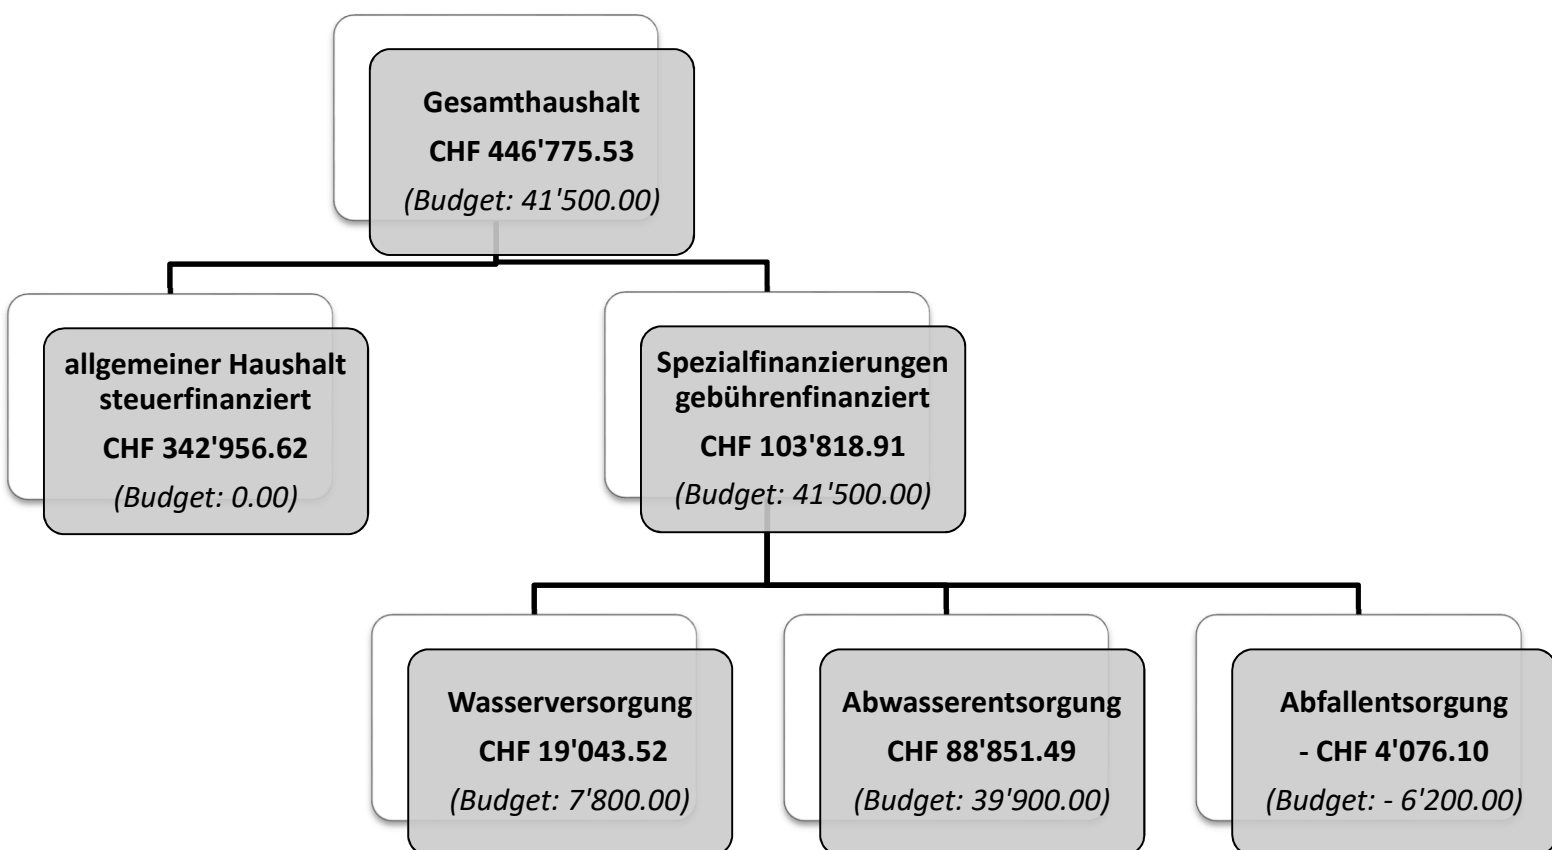 Gesamthaushalt
CHF 446'775.53
(Budget: 41'500.00)
allgemeiner Haushalt
steuerfinanziert
CHF 342'956.62
(Budget: 0.00)
Spezialfinanzierungen
gebührenfinanziert
CHF 103'818.91
(Budget: 41'500.00)
Wasserversorgung
CHF 19'043.52
(Budget: 7'800.00)
Abwasserentsorgung
CHF 88'851.49
(Budget: 39'900.00)
Abfallentsorgung
- CHF 4'076.10
(Budget: - 6'200.00)